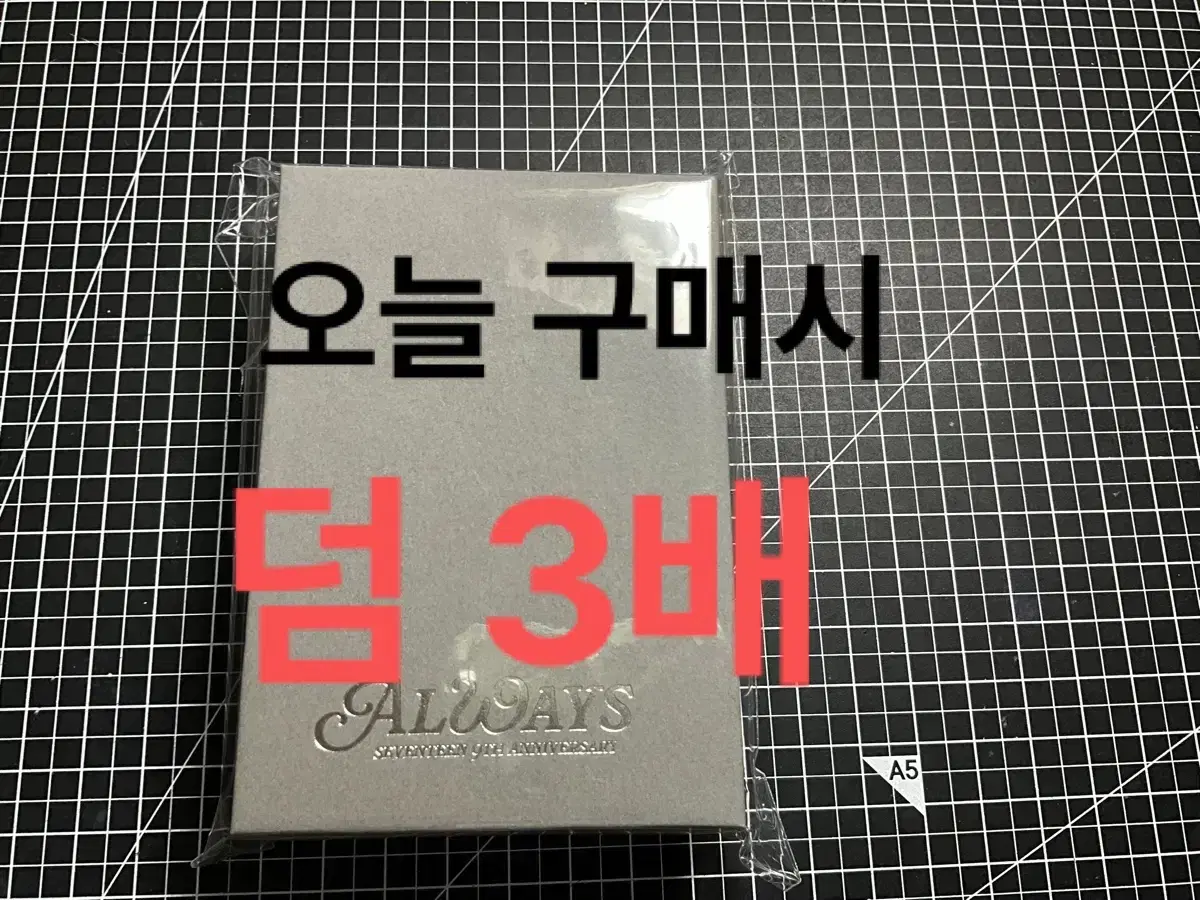 오늘 구매시
덤 3배
ALWAYS
SEVENTEEN 9TH ANNIVERSARY
A5